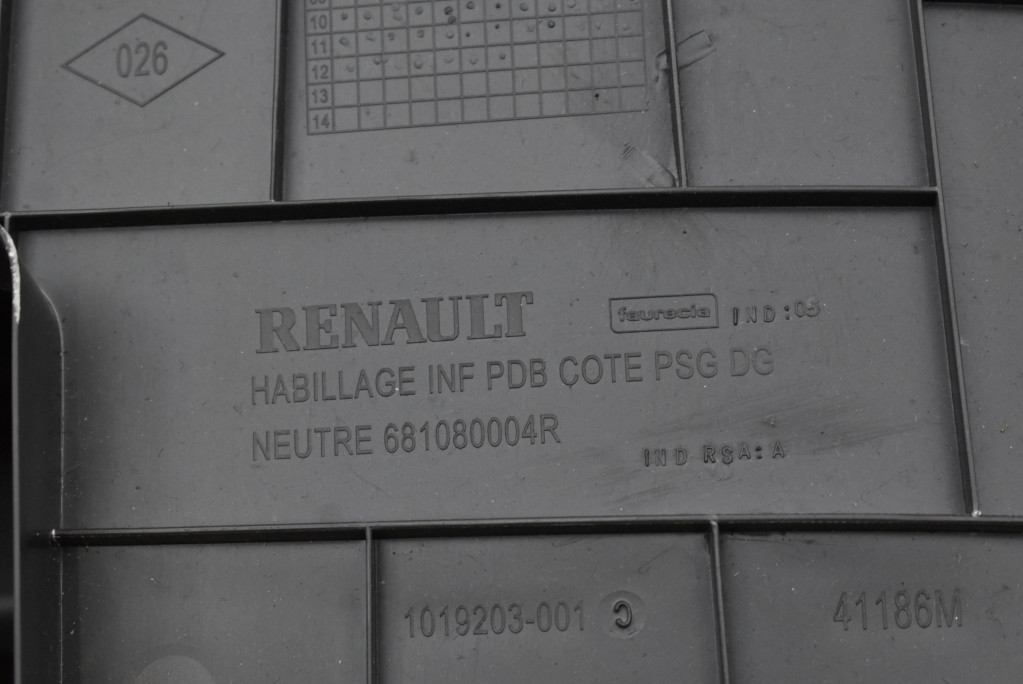 026
10
11
12
13
14
RENAULT
faurecia IND:05
HABILLAGE INF PDB ÇOTE PSG DG
NEUTRE 681080004R
IND RSA: A
1019203-001
41186M